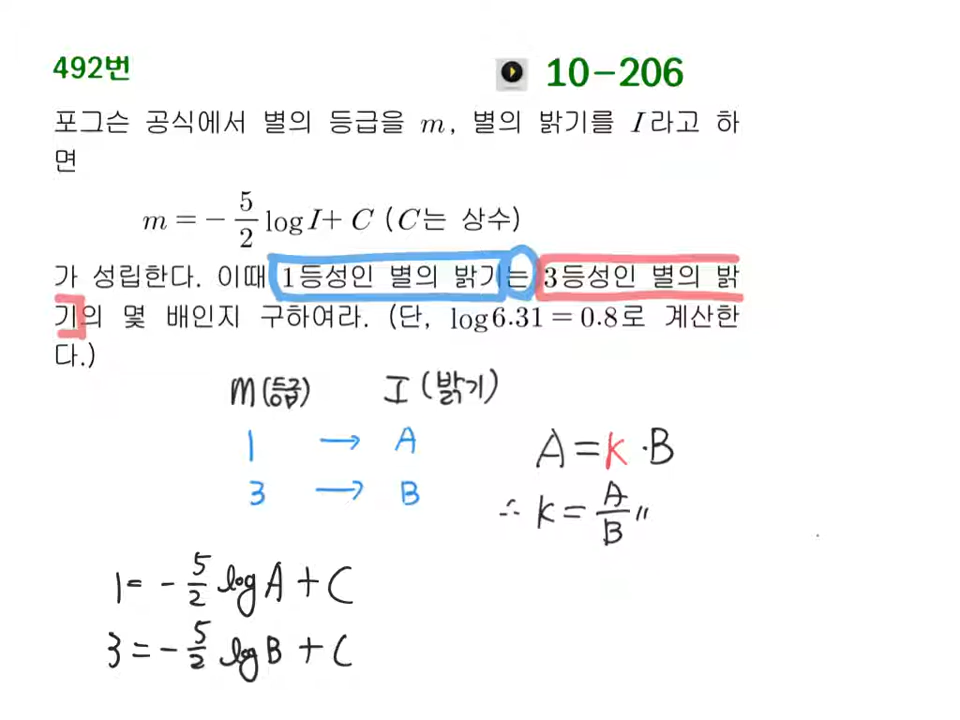 492번
10-206
포그슨 공식에서 별의 등급을 m, 별의 밝기를 I라고 하
면
m = - 5/2 log I + C (C는 상수)
가 성립한다. 이때 1등성인 별의 밝기는 3등성인 별의 밝
기의 몇 배인지 구하여라. (단, log6.31 = 0.8로 계산한
다.)
m(등급) I (밝기)
1 → A
3 → B
A = k · B
∴ k = A/B 〃
1 = - 5/2 log A + C
3 = - 5/2 log B + C